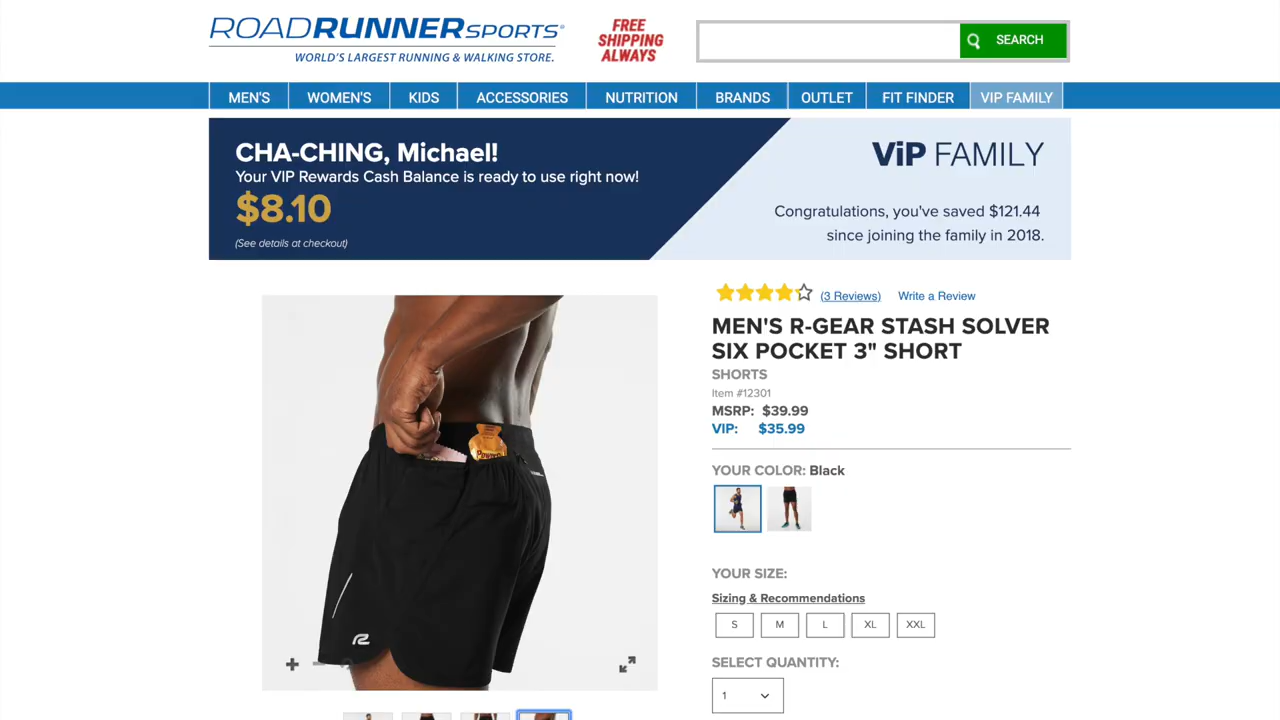 ROADRUNNERSPORTS®
WORLD'S LARGEST RUNNING & WALKING STORE.
FREE
SHIPPING
ALWAYS
SEARCH
MEN'S WOMEN'S KIDS ACCESSORIES NUTRITION BRANDS OUTLET FIT FINDER VIP FAMILY
CHA-CHING, Michael!
Your VIP Rewards Cash Balance is ready to use right now!
$8.10
(See details at checkout)
ViP FAMILY
Congratulations, you've saved $121.44
since joining the family in 2018.
(3 Reviews) Write a Review
MEN'S R-GEAR STASH SOLVER
SIX POCKET 3" SHORT
SHORTS
Item #12301
MSRP: $39.99
VIP: $35.99
YOUR COLOR: Black
YOUR SIZE:
Sizing & Recommendations
S M L XL XXL
SELECT QUANTITY:
1